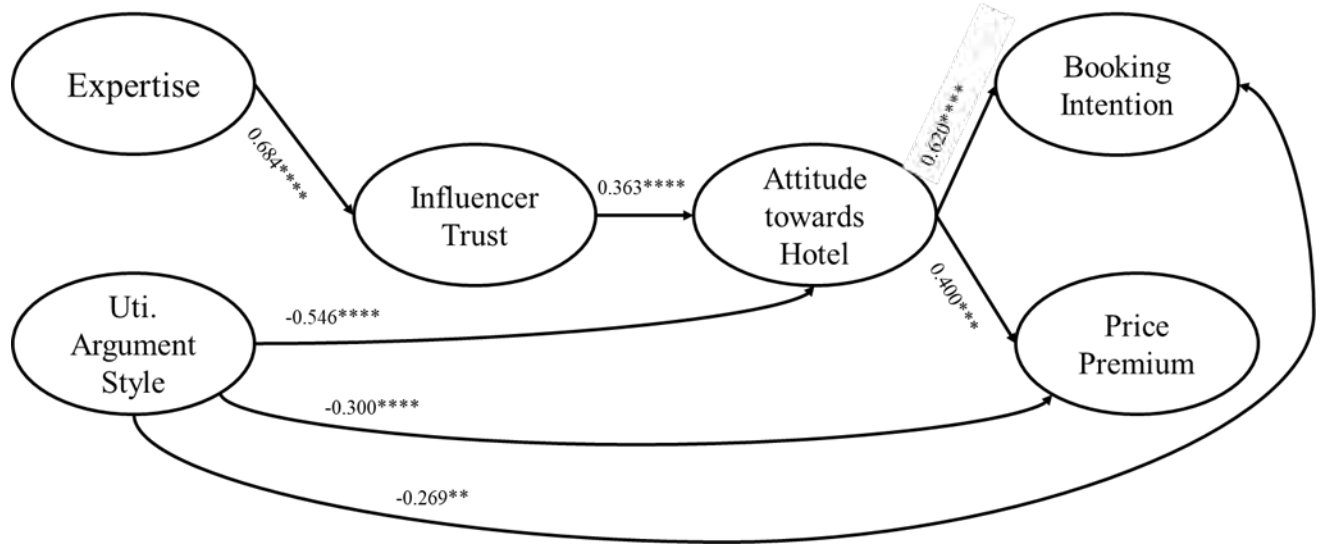 Expertise
0.684****
Influencer
Trust
0.363****
Attitude
towards
Hotel
0.620****
Booking
Intention
0.400***
Price
Premium
Uti.
Argument
Style
-0.546****
-0.300****
-0.269**